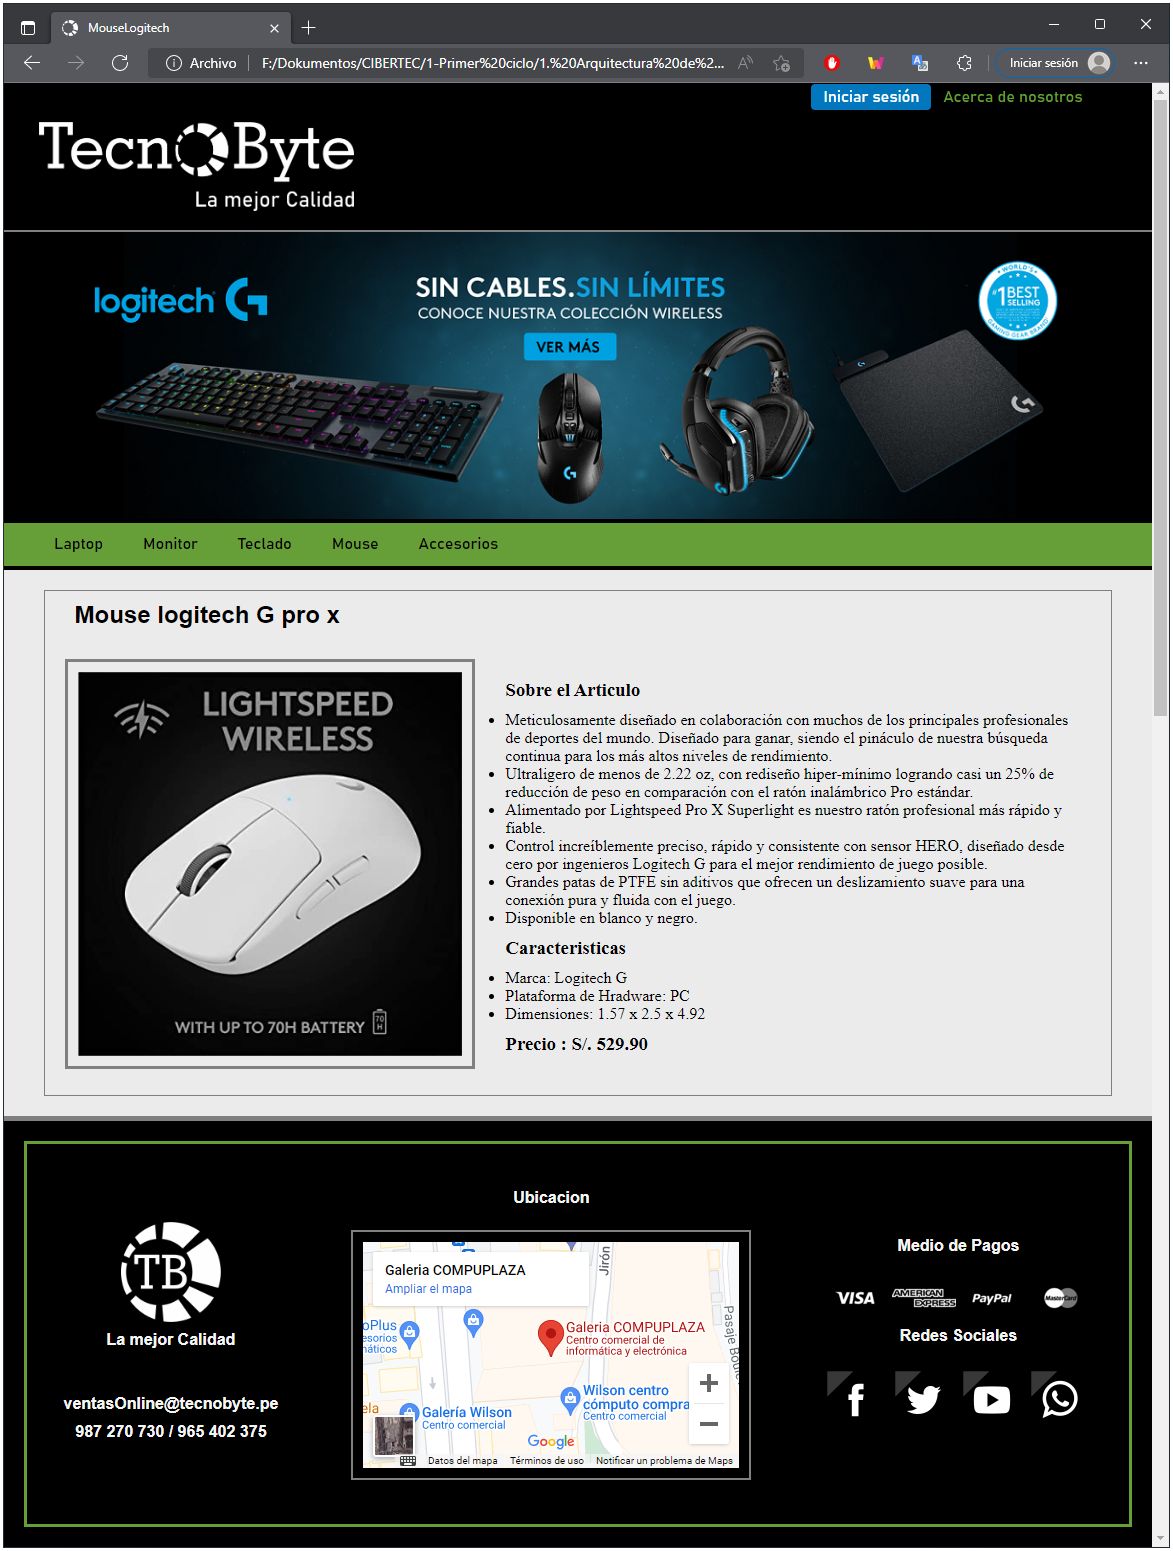 MouseLogitech
Archivo
F:/Dokumentos/CIBERTEC/1-Primer%20ciclo/1.%20Arquitectura%20de%2...
Iniciar sesión
Iniciar sesión
Acerca de nosotros
TecnoByte
La mejor Calidad
logitech G
SIN CABLES.SIN LÍMITES
CONOCE NUESTRA COLECCIÓN WIRELESS
VER MÁS
WORLD'S
#1 BEST
SELLING
GAMING GEAR BRAND
Laptop
Monitor
Teclado
Mouse
Accesorios
Mouse logitech G pro x
LIGHTSPEED
WIRELESS
WITH UP TO 70H BATTERY
70
H
Sobre el Articulo
Meticulosamente diseñado en colaboración con muchos de los principales profesionales
de deportes del mundo. Diseñado para ganar, siendo el pináculo de nuestra búsqueda
continua para los más altos niveles de rendimiento.
Ultraligero de menos de 2.22 oz, con rediseño hiper-mínimo logrando casi un 25% de
reducción de peso en comparación con el ratón inalámbrico Pro estándar.
Alimentado por Lightspeed Pro X Superlight es nuestro ratón profesional más rápido y
fiable.
Control increíblemente preciso, rápido y consistente con sensor HERO, diseñado desde
cero por ingenieros Logitech G para el mejor rendimiento de juego posible.
Grandes patas de PTFE sin aditivos que ofrecen un deslizamiento suave para una
conexión pura y fluida con el juego.
Disponible en blanco y negro.
Caracteristicas
Marca: Logitech G
Plataforma de Hradware: PC
Dimensiones: 1.57 x 2.5 x 4.92
Precio : S/. 529.90
TB
La mejor Calidad
ventasOnline@tecnobyte.pe
987 270 730 / 965 402 375
Ubicacion
Galeria COMPUPLAZA
Ampliar el mapa
Jirón
oPlus
esorios
máticos
Galeria COMPUPLAZA
Centro comercial de
informática y electrónica
Pasaje Boulev
Wilson centro
cómputo compra
Centro comercial
ela
Galería Wilson
Centro comercial
Google
Datos del mapa
Términos de uso
Notificar un problema de Maps
Medio de Pagos
VISA
AMERICAN EXPRESS
PayPal
MasterCard
Redes Sociales